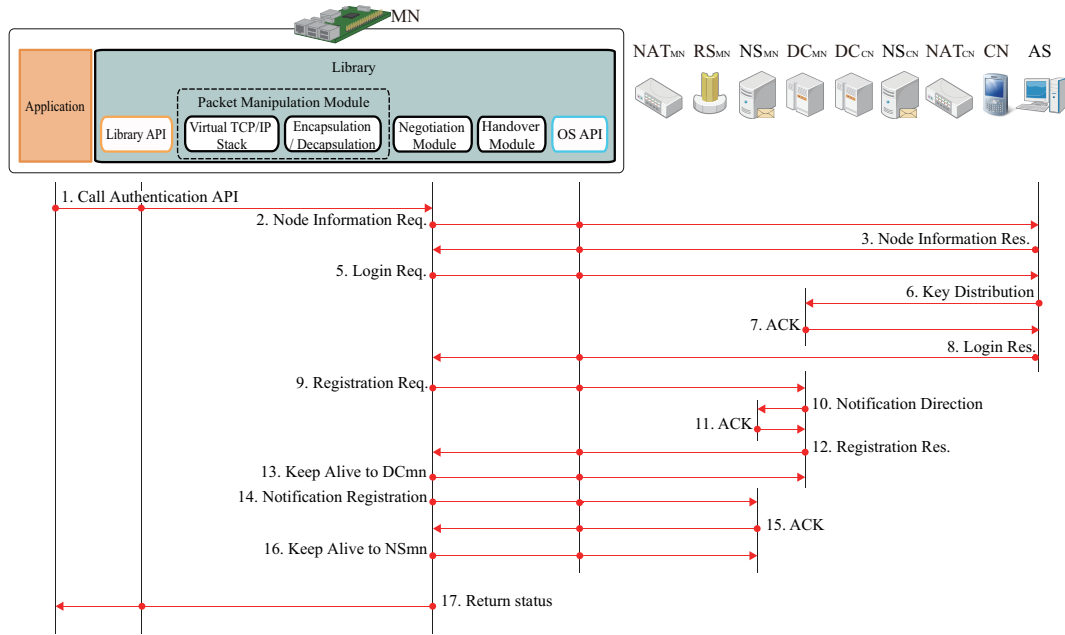 MN
NATMN RSMN NSMN DCMN DCCN NSCN NATCN CN AS
Application
Library
Packet Manipulation Module
Library API
Virtual TCP/IP
Stack
Encapsulation
/ Decapsulation
Negotiation
Module
Handover
Module
OS API
1. Call Authentication API
2. Node Information Req.
3. Node Information Res.
5. Login Req.
6. Key Distribution
7. ACK
8. Login Res.
9. Registration Req.
10. Notification Direction
11. ACK
12. Registration Res.
13. Keep Alive to DCmn
14. Notification Registration
15. ACK
16. Keep Alive to NSmn
17. Return status